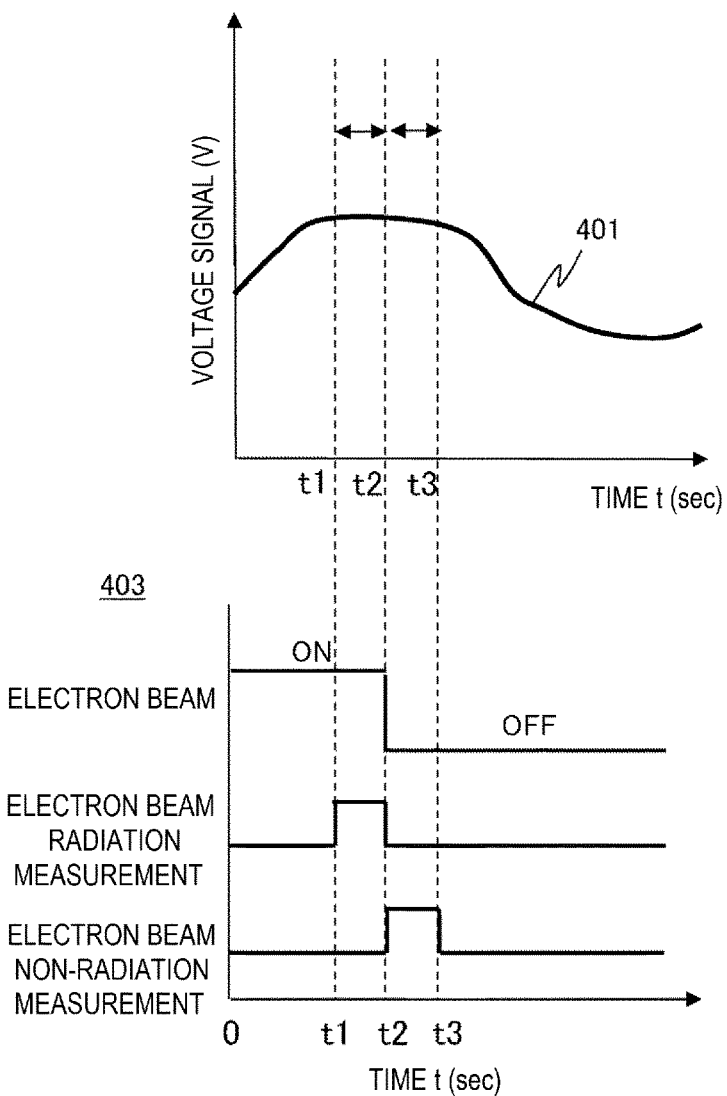 VOLTAGE SIGNAL (V)
401
t1 t2 t3
TIME t (sec)
403
ON
ELECTRON BEAM
OFF
ELECTRON BEAM
RADIATION
MEASUREMENT
ELECTRON BEAM
NON-RADIATION
MEASUREMENT
0 t1 t2 t3
TIME t (sec)